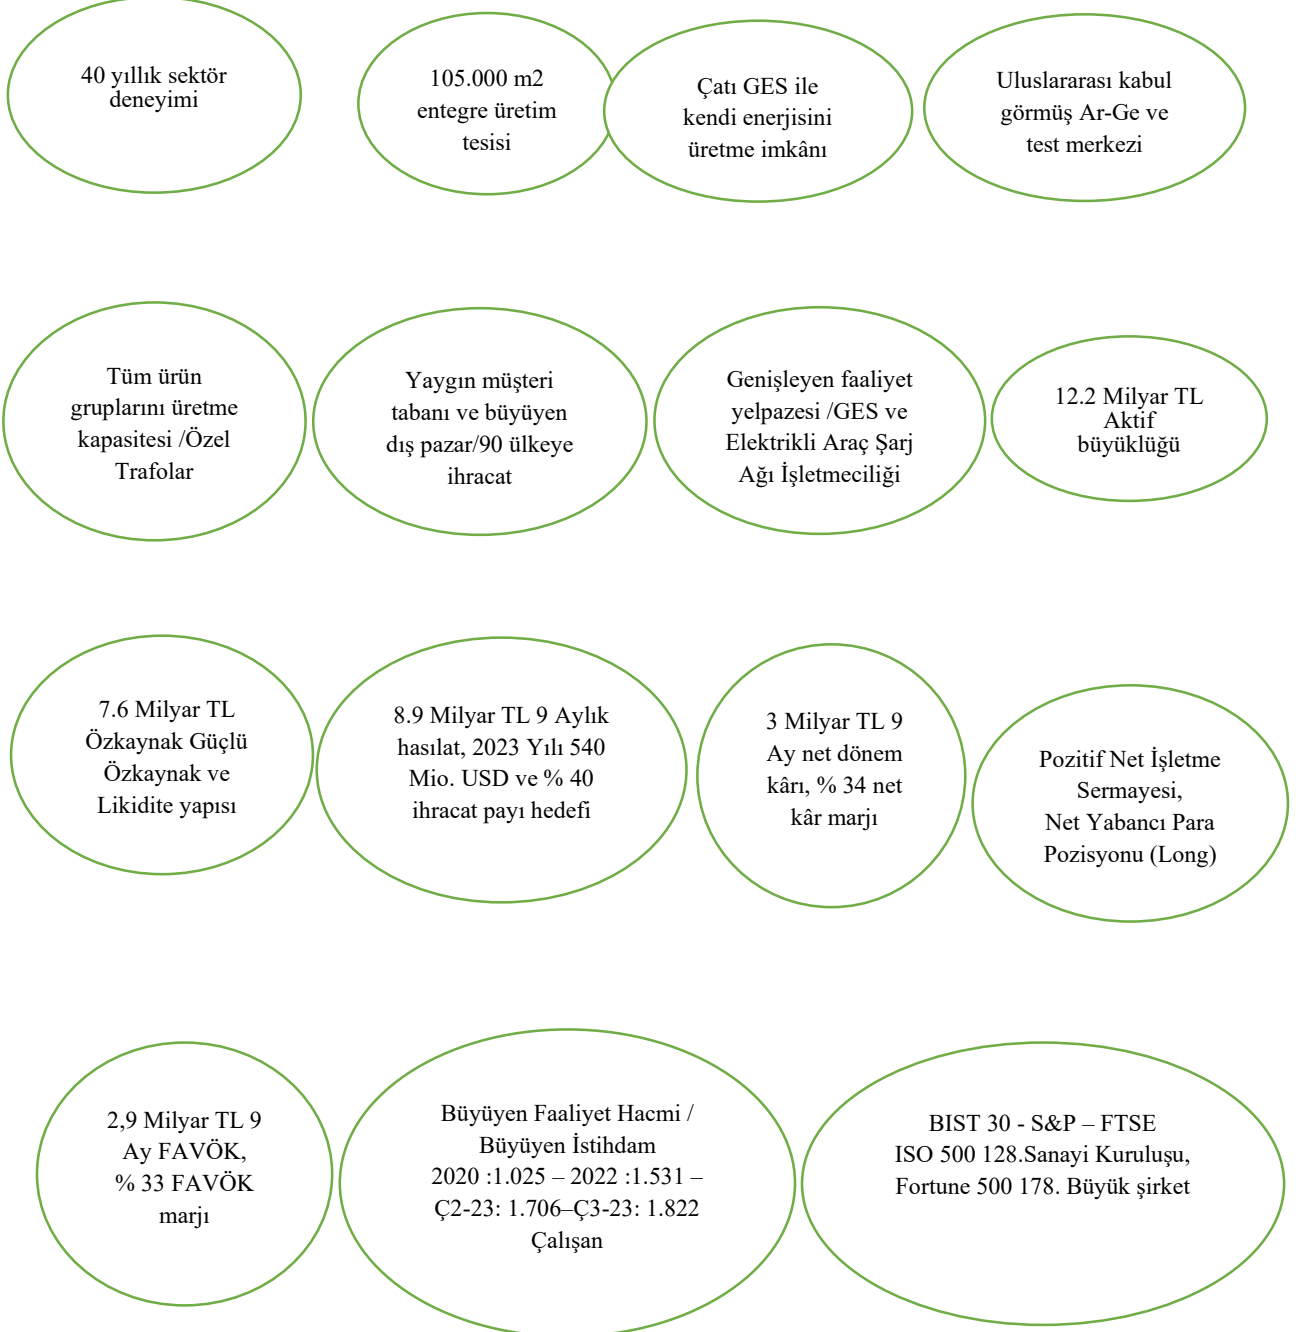 40 yıllık sektör
deneyimi
105.000 m2
entegre üretim
tesisi
Çatı GES ile
kendi enerjisini
üretme imkânı
Uluslararası kabul
görmüş Ar-Ge ve
test merkezi
Tüm ürün
gruplarını üretme
kapasitesi /Özel
Trafolar
Yaygın müşteri
tabanı ve büyüyen
dış pazar/90 ülkeye
ihracat
Genişleyen faaliyet
yelpazesi /GES ve
Elektrikli Araç Şarj
Ağı İşletmeciliği
12.2 Milyar TL
Aktif
büyüklüğü
7.6 Milyar TL
Özkaynak Güçlü
Özkaynak ve
Likidite yapısı
8.9 Milyar TL 9 Aylık
hasılat, 2023 Yılı 540
Mio. USD ve % 40
ihracat payı hedefi
3 Milyar TL 9
Ay net dönem
kârı, % 34 net
kâr marjı
Pozitif Net İşletme
Sermayesi,
Net Yabancı Para
Pozisyonu (Long)
2,9 Milyar TL 9
Ay FAVÖK,
% 33 FAVÖK
marjı
Büyüyen Faaliyet Hacmi /
Büyüyen İstihdam
2020 :1.025 – 2022 :1.531 –
Ç2-23: 1.706–Ç3-23: 1.822
Çalışan
BIST 30 - S&P – FTSE
ISO 500 128.Sanayi Kuruluşu,
Fortune 500 178. Büyük şirket